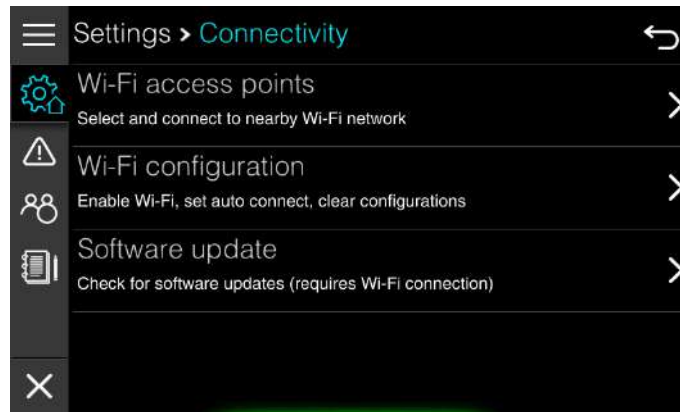 Settings > Connectivity
Wi-Fi access points
Select and connect to nearby Wi-Fi network
Wi-Fi configuration
Enable Wi-Fi, set auto connect, clear configurations
Software update
Check for software updates (requires Wi-Fi connection)